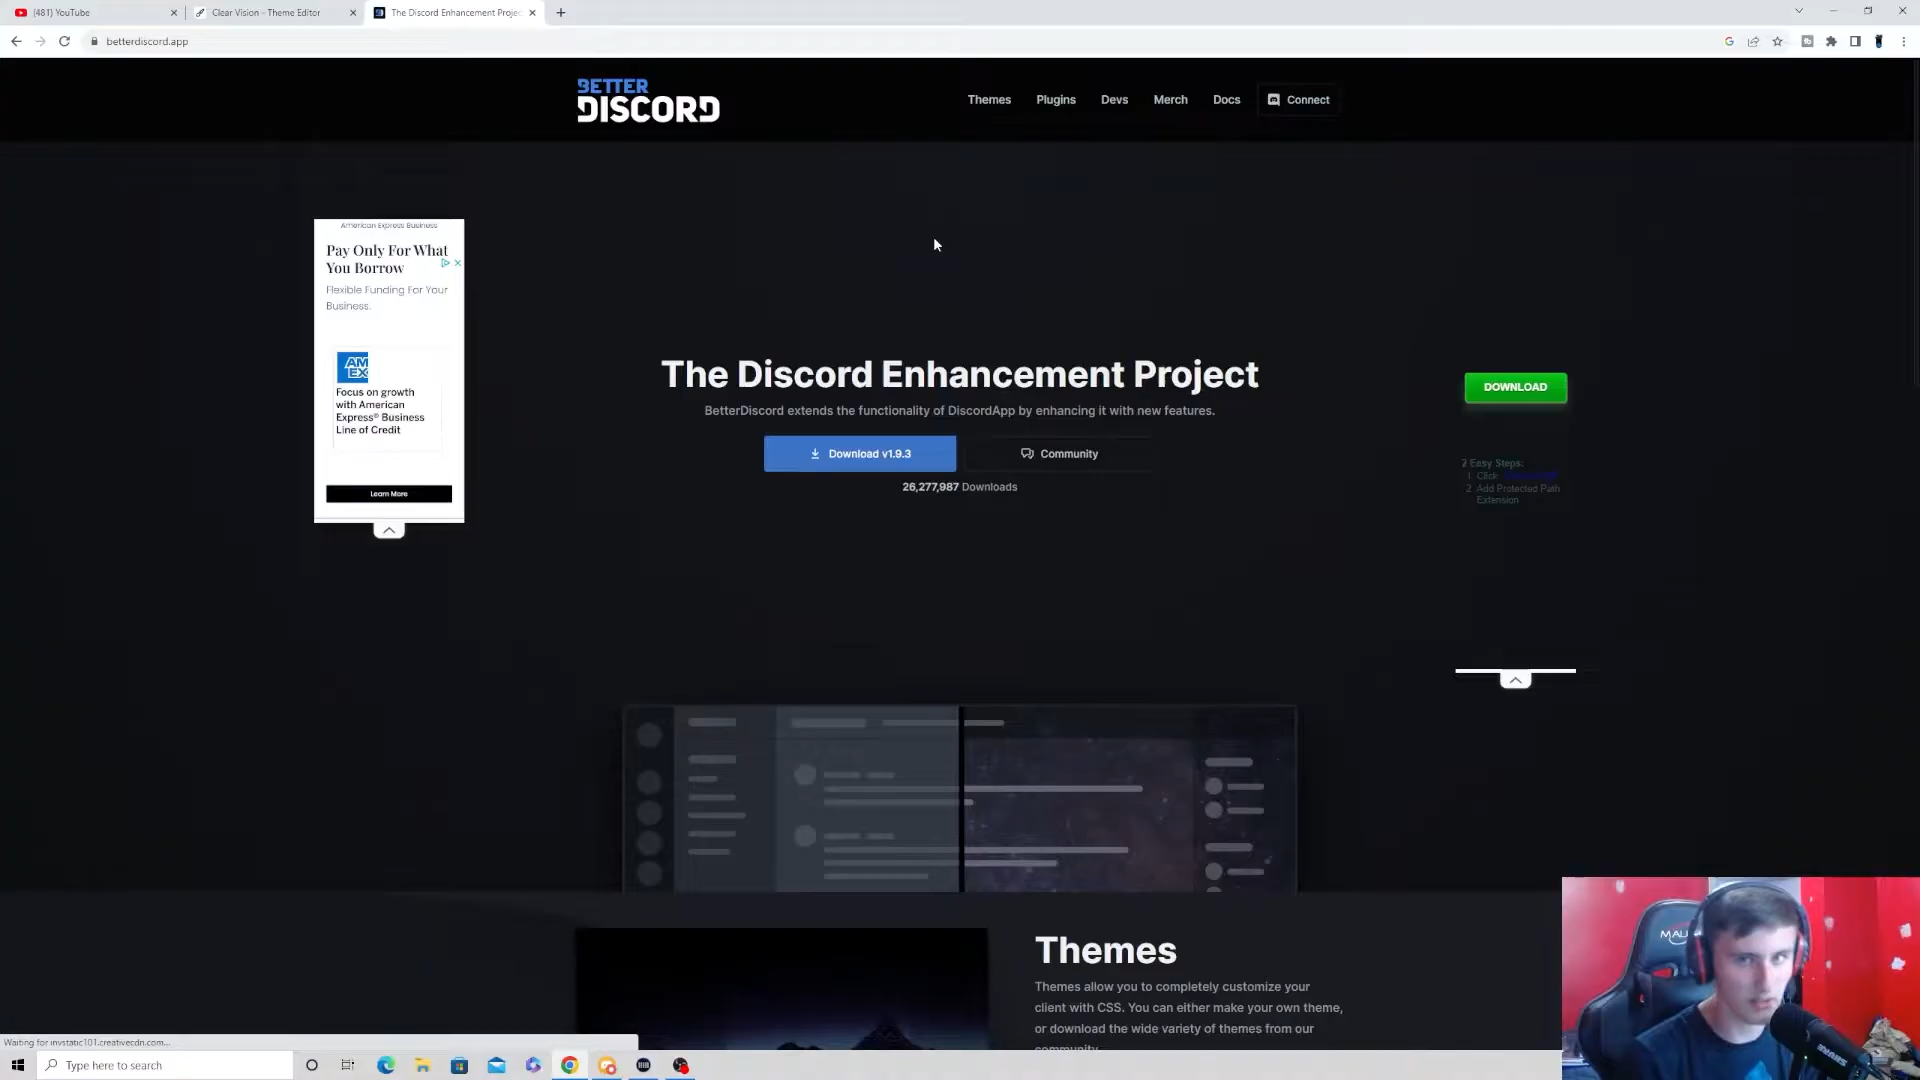 (481) YouTube
Clear Vision - Theme Editor
The Discord Enhancement Projec
betterdiscord.app
BETTER
DISCORD
Themes
Plugins
Devs
Merch
Docs
Connect
American Express Business
Pay Only For What
You Borrow
Flexible Funding For Your
Business.
AM
EX
Focus on growth
with American
Express® Business
Line of Credit
Learn More
The Discord Enhancement Project
BetterDiscord extends the functionality of DiscordApp by enhancing it with new features.
Download v1.9.3
Community
26,277,987 Downloads
DOWNLOAD
2 Easy Steps:
1 Click
2 Add Protected Path
Extension
Themes
Themes allow you to completely customize your
client with CSS. You can either make your own theme,
or download the wide variety of themes from our
community.
Waiting for invstatic101.creativecdn.com...
Type here to search